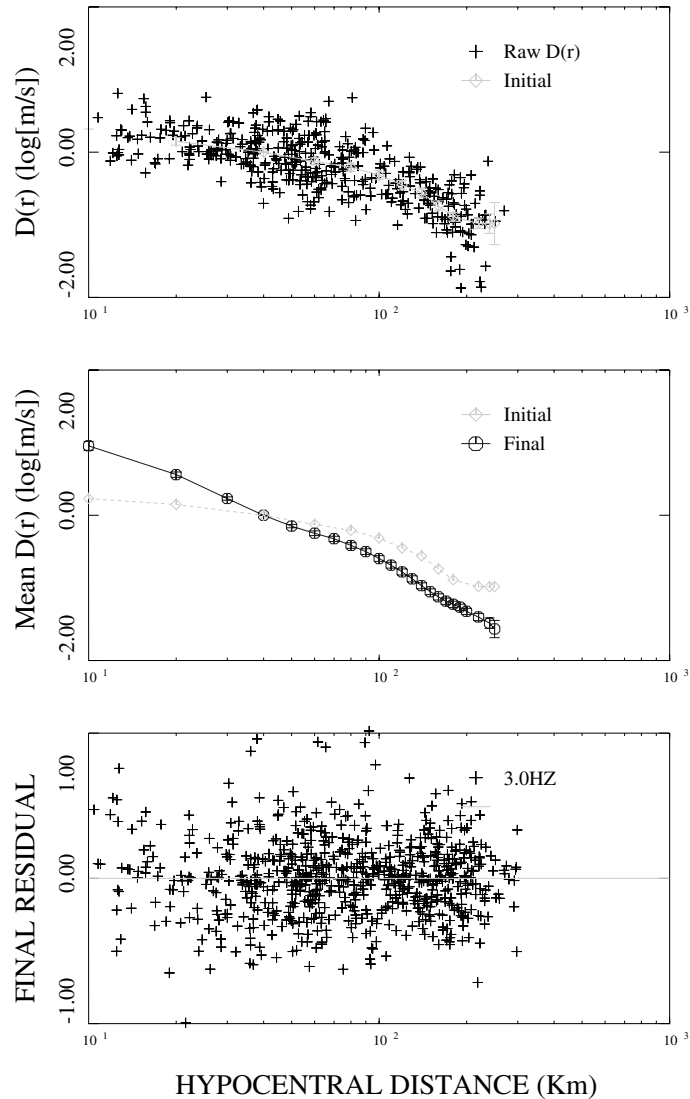 2.00
Raw D(r)
Initial
D(r) (log[m/s])
0.00
-2.00
10 1
10 2
10 3
2.00
Initial
Final
Mean D(r) (log[m/s])
0.00
-2.00
10 1
10 2
10 3
1.00
3.0HZ
FINAL RESIDUAL
0.00
-1.00
10 1
10 2
10 3
HYPOCENTRAL DISTANCE (Km)